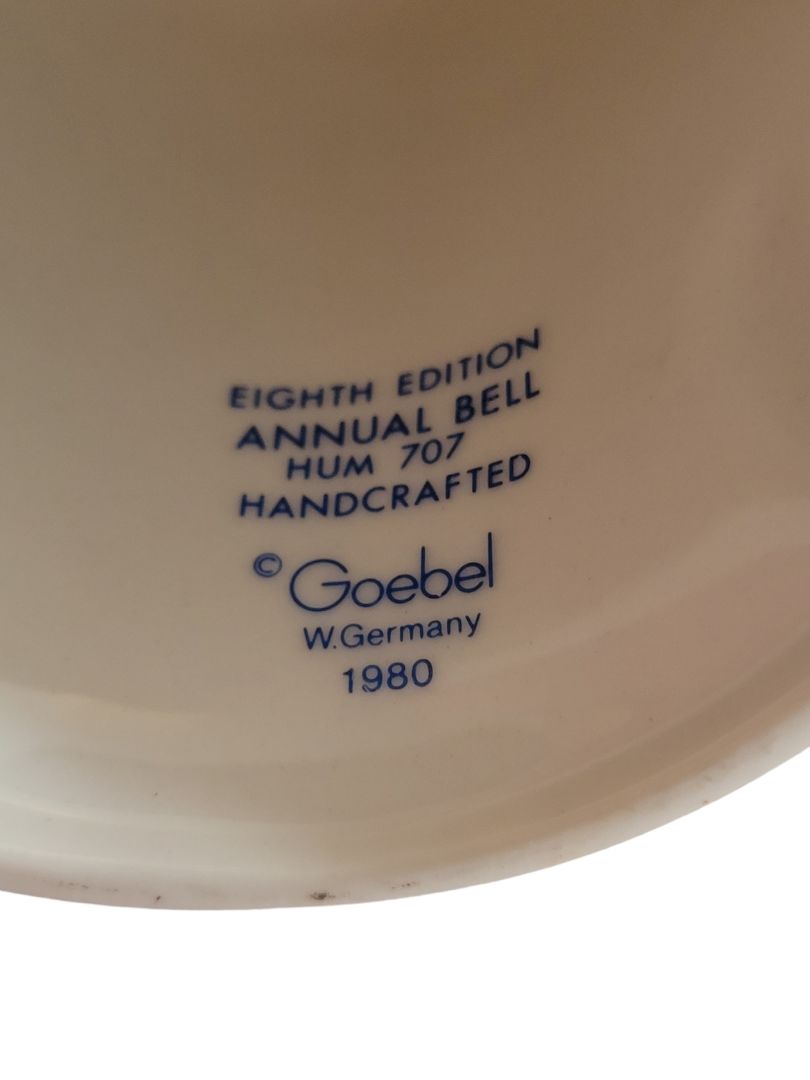 EIGHTH EDITION
ANNUAL BELL
HUM 707
HANDCRAFTED
© Goebel
W.Germany
1980